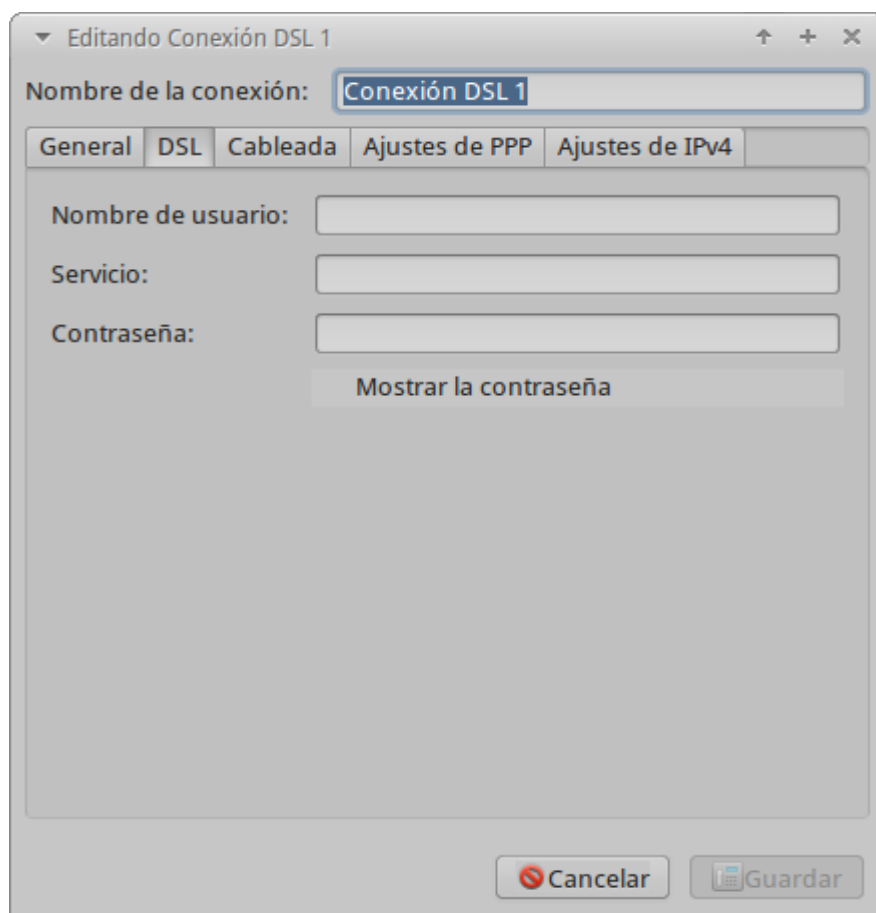 Editando Conexión DSL 1
Nombre de la conexión: Conexión DSL 1
General DSL Cableada Ajustes de PPP Ajustes de IPv4
Nombre de usuario:
Servicio:
Contraseña:
Mostrar la contraseña
Cancelar Guardar